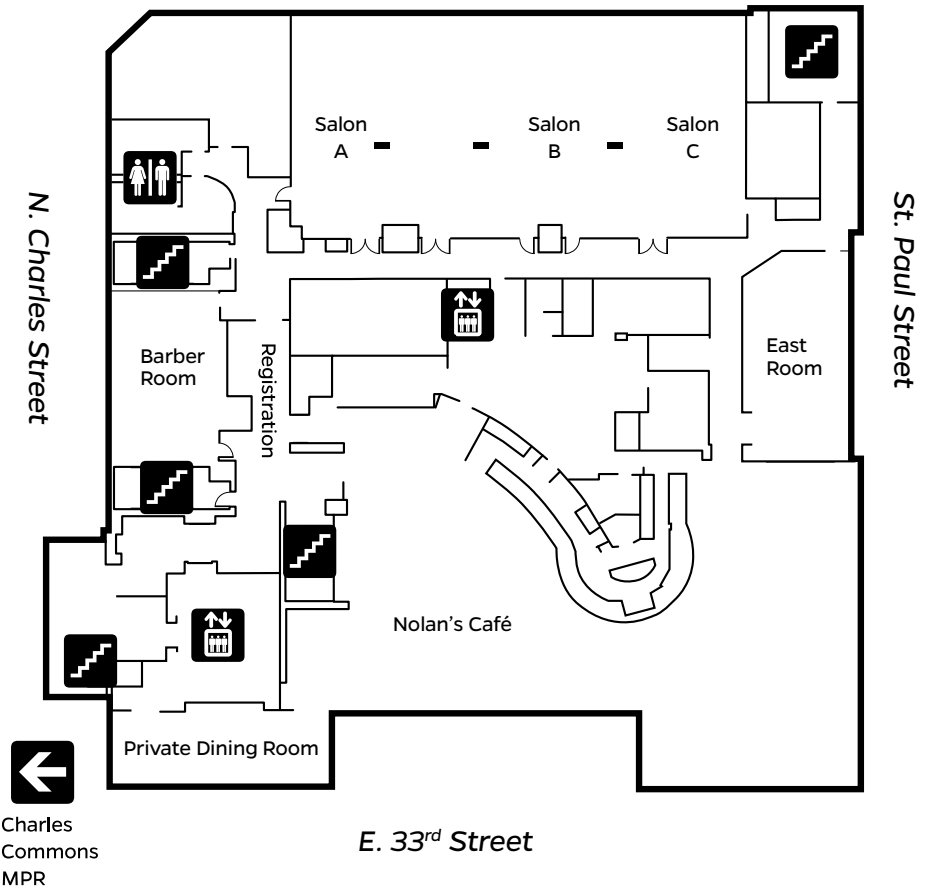 Salon
A
Salon
B
Salon
C
N. Charles Street
St. Paul Street
Barber
Room
Registration
East
Room
Nolan's Café
Private Dining Room
Charles
Commons
MPR
E. 33rd Street